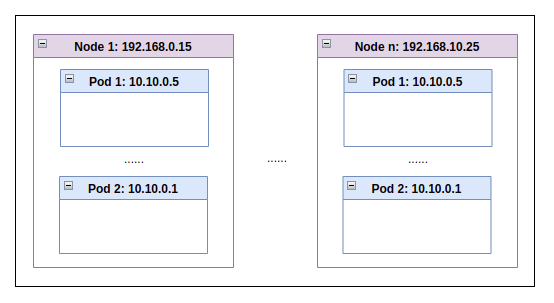 Node 1: 192.168.0.15
Pod 1: 10.10.0.5
......
Pod 2: 10.10.0.1
......
Node n: 192.168.10.25
Pod 1: 10.10.0.5
......
Pod 2: 10.10.0.1